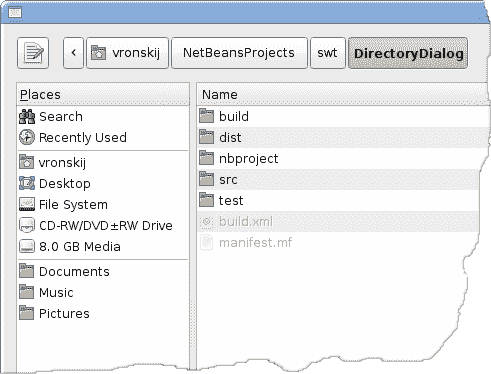 < vronskij NetBeansProjects swt DirectoryDialog
Places
Search
Recently Used
vronskij
Desktop
File System
CD-RW/DVD±RW Drive
8.0 GB Media
Documents
Music
Pictures
Name
build
dist
nbproject
src
test
build.xml
manifest.mf